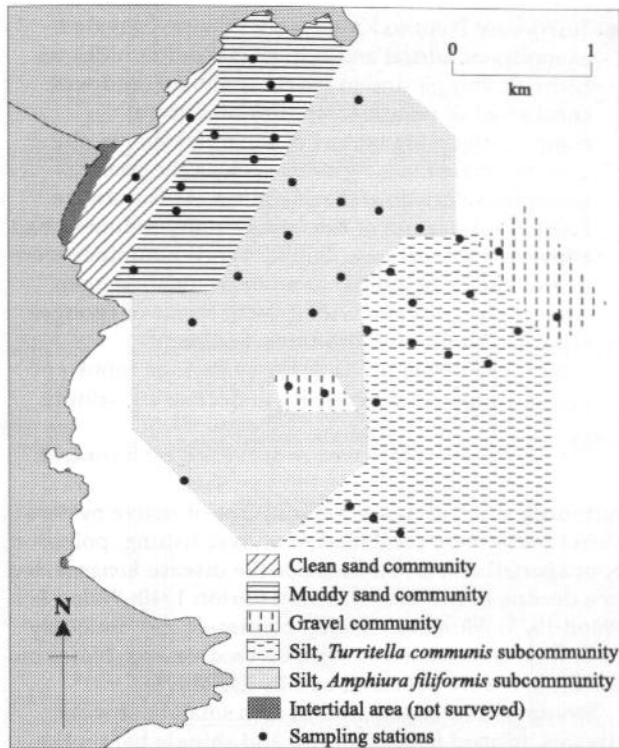 0 1
km
N
Clean sand community
Muddy sand community
Gravel community
Silt, Turritella communis subcommunity
Silt, Amphiura filiformis subcommunity
Intertidal area (not surveyed)
Sampling stations